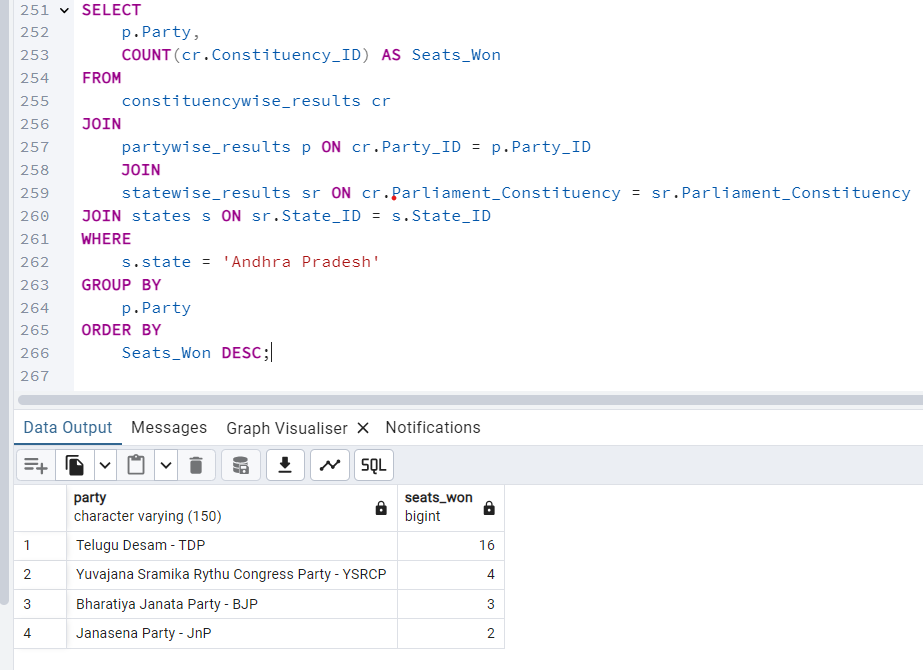 251 SELECT
252 p.Party,
253 COUNT(cr.Constituency_ID) AS Seats_Won
254 FROM
255 constituencywise_results cr
256 JOIN
257 partywise_results p ON cr.Party_ID = p.Party_ID
258 JOIN
259 statewise_results sr ON cr.Parliament_Constituency = sr.Parliament_Constituency
260 JOIN states s ON sr.State_ID = s.State_ID
261 WHERE
262 s.state = 'Andhra Pradesh'
263 GROUP BY
264 p.Party
265 ORDER BY
266 Seats_Won DESC;
267
Data Output Messages Graph Visualiser Notifications
SQL
party seats_won
character varying (150) bigint
1 Telugu Desam - TDP 16
2 Yuvajana Sramika Rythu Congress Party - YSRCP 4
3 Bharatiya Janata Party - BJP 3
4 Janasena Party - JnP 2